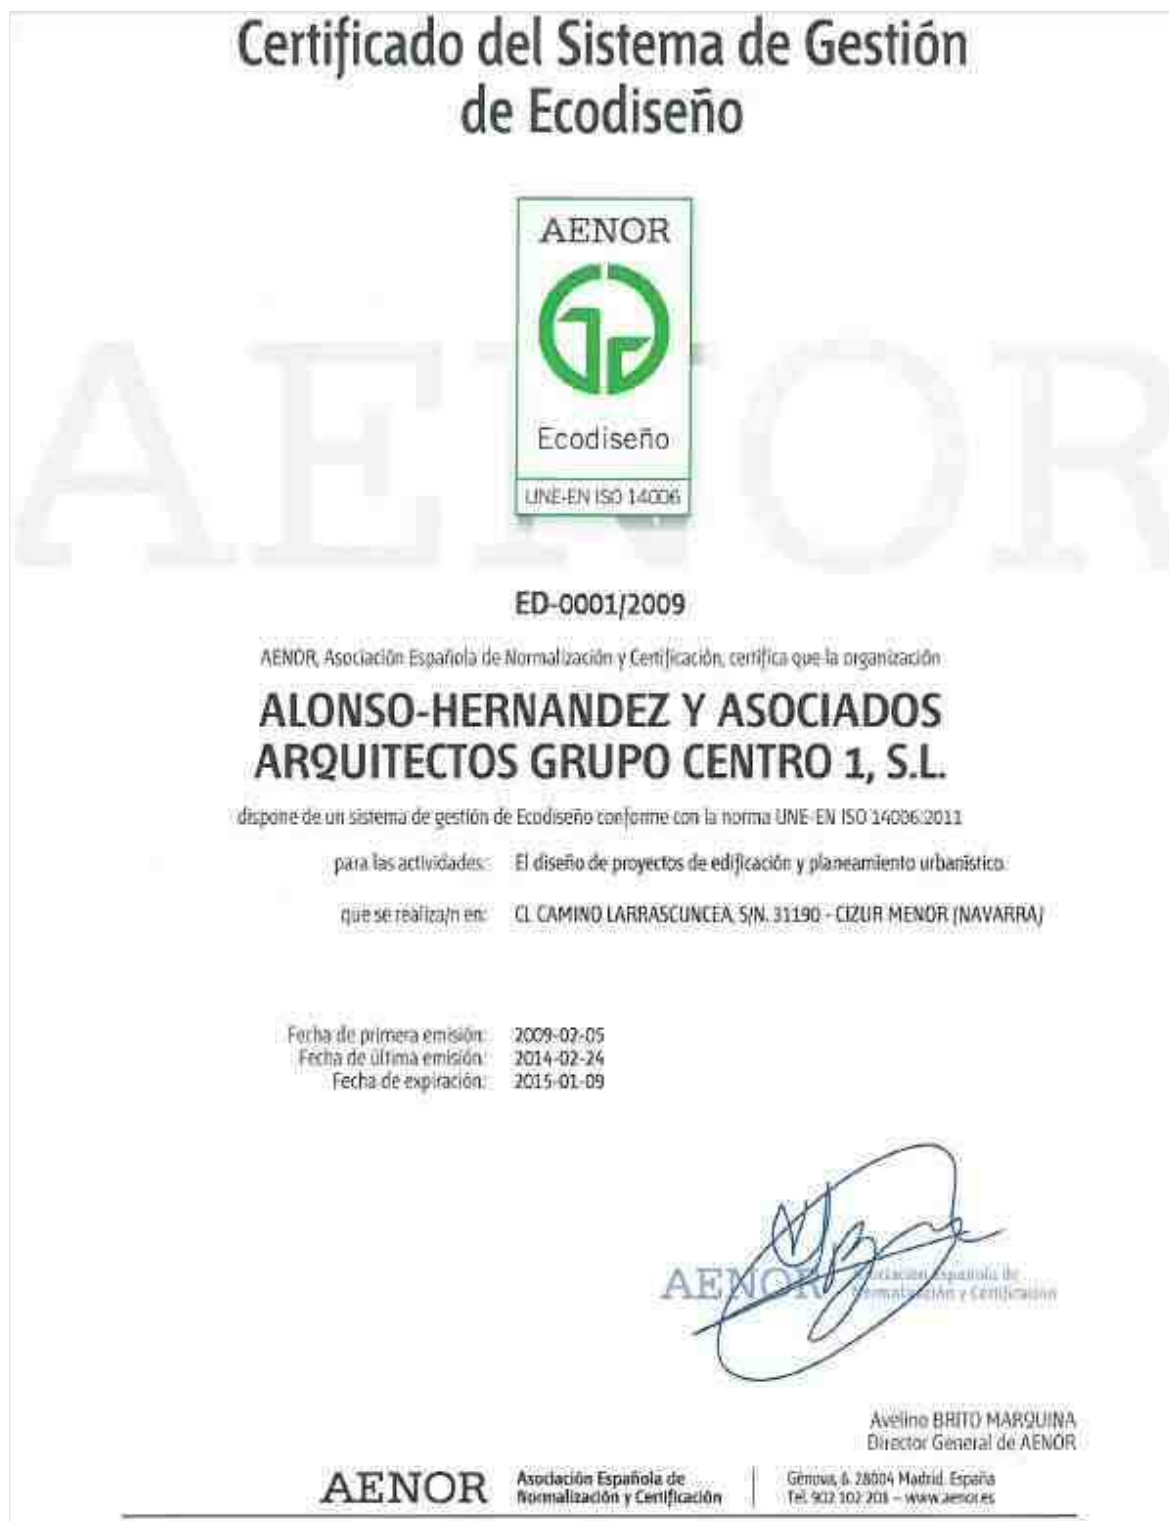 Certificado del Sistema de Gestión
de Ecodiseño
AENOR
Ecodiseño
UNE-EN ISO 14006
AENOR
ED-0001/2009
AENOR, Asociación Española de Normalización y Certificación, certifica que la organización
ALONSO-HERNANDEZ Y ASOCIADOS
ARQUITECTOS GRUPO CENTRO 1, S.L.
dispone de un sistema de gestión de Ecodiseño conforme con la norma UNE-EN ISO 14006:2011
para las actividades: El diseño de proyectos de edificación y planeamiento urbanístico.
que se realiza/n en: CL CAMINO LARRASCUNCEA, S/N. 31190 - CIZUR MENOR (NAVARRA)
Fecha de primera emisión: 2009-02-05
Fecha de última emisión: 2014-02-24
Fecha de expiración: 2015-01-09
AENOR Asociación Española de
Normalización y Certificación
Avelino BRITO MARQUINA
Director General de AENOR
AENOR
Asociación Española de
Normalización y Certificación
Génova, 6. 28004 Madrid. España
Tel. 902 102 201 – www.aenor.es